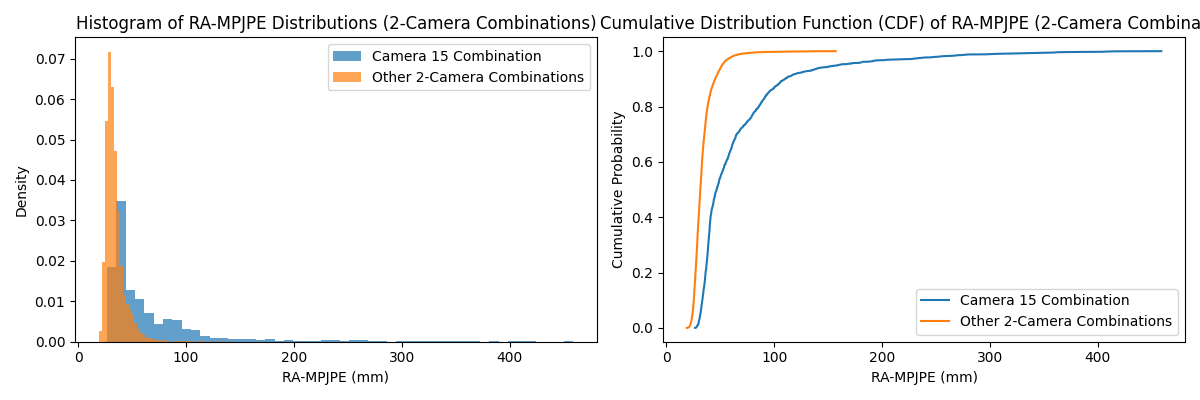 Histogram of RA-MPJPE Distributions (2-Camera Combinations)
Density
0.07
0.06
0.05
0.04
0.03
0.02
0.01
0.00
0
100
200
300
400
RA-MPJPE (mm)
Camera 15 Combination
Other 2-Camera Combinations
Cumulative Distribution Function (CDF) of RA-MPJPE (2-Camera Combina
Cumulative Probability
1.0
0.8
0.6
0.4
0.2
0.0
0
100
200
300
400
RA-MPJPE (mm)
Camera 15 Combination
Other 2-Camera Combinations